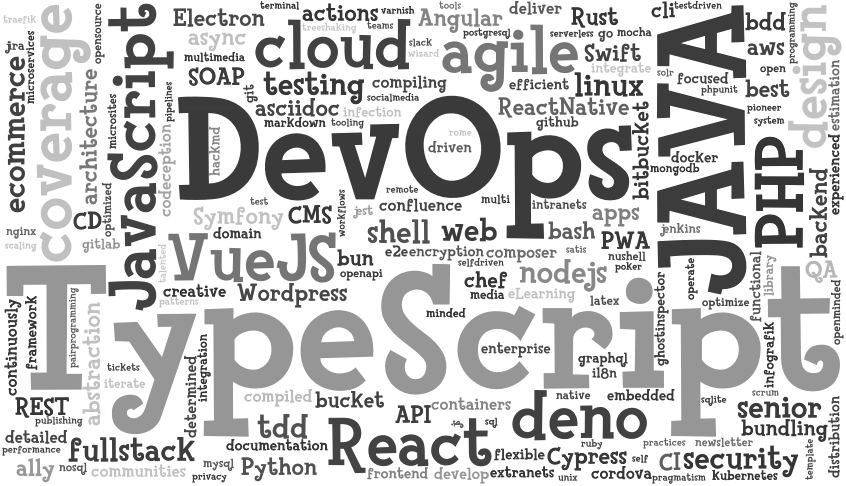 traefik
terminal
actions
varnish
tools
deliver
Rust
cli
testdriven
Electron
treeshaking
teams
Angular
bdd
programming
async
cloud
slack
wizard
postgresql
serverless
go
mocha
jra
opensource
JavaScript
multimedia
agile
Swift
aws
design
microservices
coverage
SOAP
testing
compiling
efficient
integrate
solr
focused
open
ecommerce
architecture
microsites
pipelines
git
socialmedia
linux
phpunit
best
asciidoc
infection
ReactNative
JAVA
pioneer
markdown
tooling
github
bitbucket
system
estimation
DevOps
rome
driven
hackmd
codeception
docker
PHP
mongodb
experienced
remote
optimized
test
workflows
jest
confluence
multi
intranets
apps
backend
CD
Symfony
CMS
nginx
domain
shell
web
bash
jenkins
scaling
gitlab
VueJS
e2eencryption
composer
satis
PWA
talented
bun
selfdriven
nushell
openapi
chef
nodejs
poker
operate
functional
library
QA
creative
Wordpress
media
eLearning
latex
optimize
patterns
TypeScript
minded
ghostinspector
openminded
continuously
framework
pairprogramming
abstraction
enterprise
graphql
infografik
tickets
determined
integration
i18n
iterate
scrum
REST
compiled
bucket
containers
native
embedded
sqlite
senior
publishing
API
sql
deno
bundling
distribution
detailed
tdd
React
ruby
practices
newsletter
performance
fullstack
documentation
flexible
Cypress
self
CI
security
template
ally
nosql
communities
mysql
Python
frontend
develop
extranets
unix
cordova
pragmatism
Kubernetes
privacy